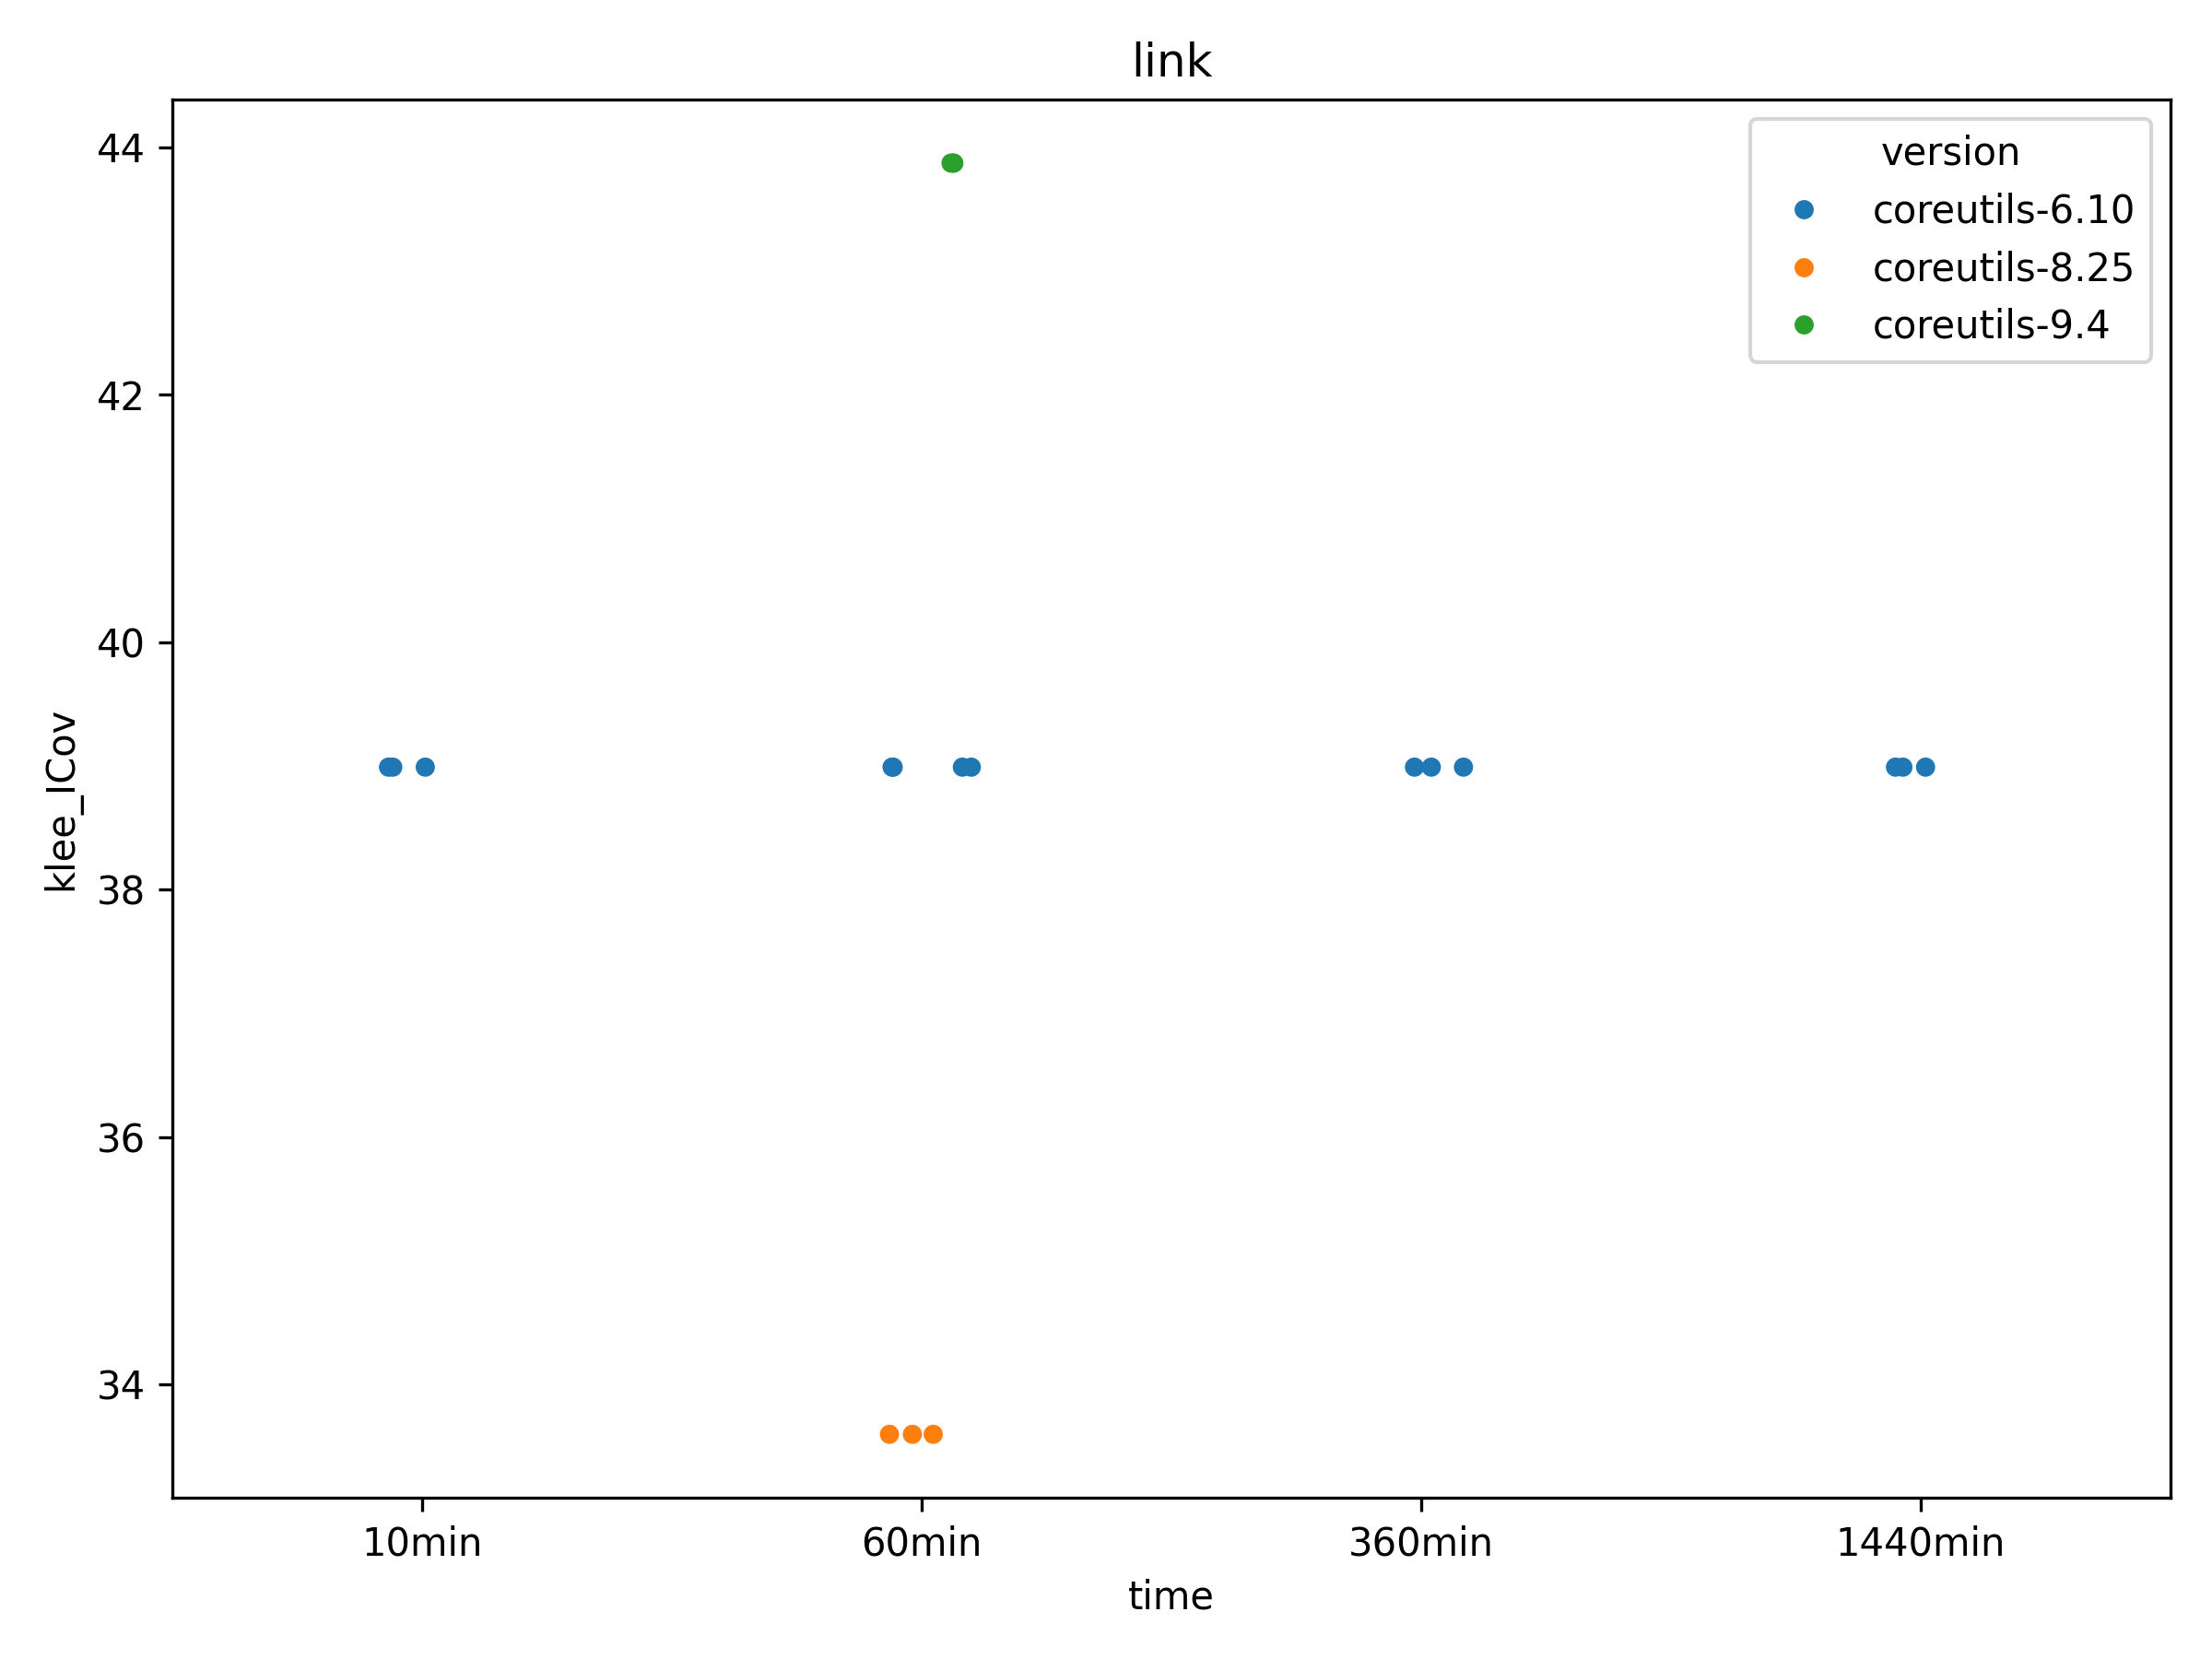 link
version
coreutils-6.10
coreutils-8.25
coreutils-9.4
44
42
40
38
36
34
klee_ICov
10min
60min
360min
1440min
time